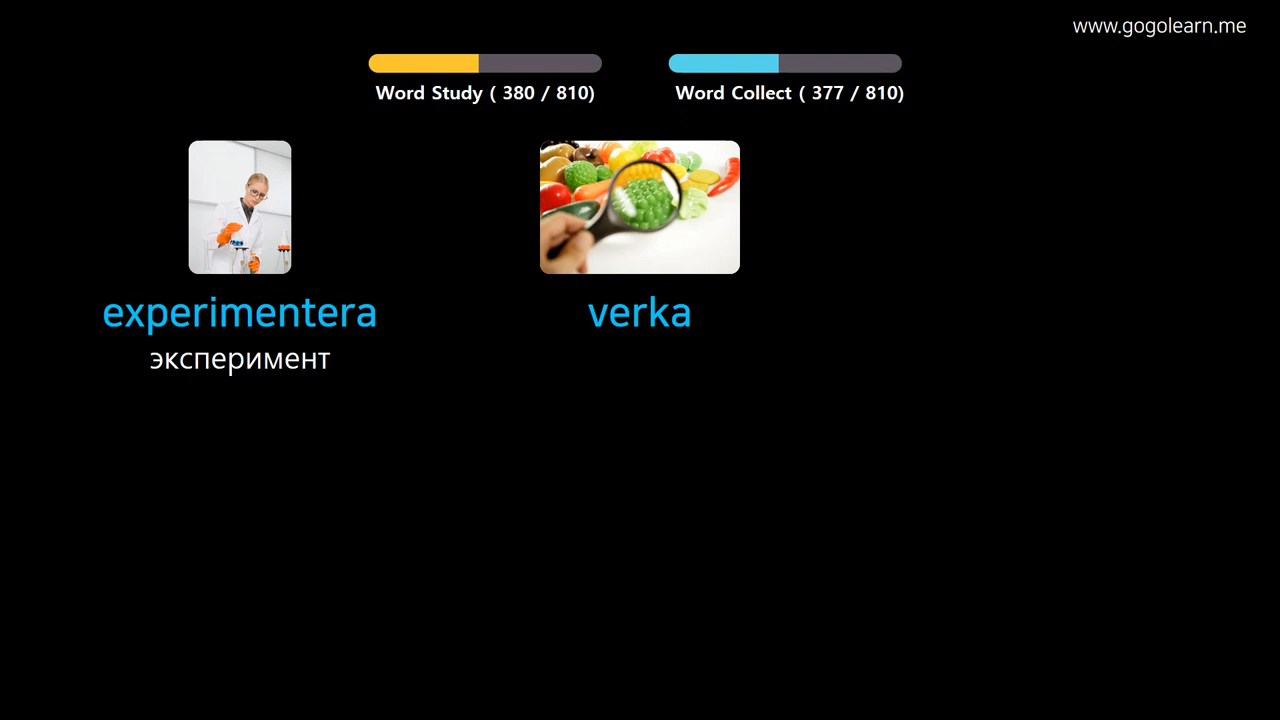 www.gogolearn.me
Word Study ( 380 / 810)
Word Collect ( 377 / 810)
experimentera
эксперимент
verka